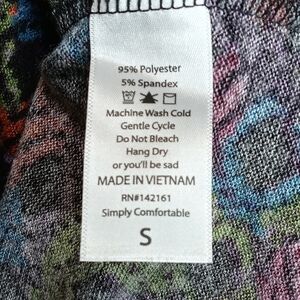 95% Polyester
5% Spandex
Machine Wash Cold
Gentle Cycle
Do Not Bleach
Hang Dry
or you'll be sad
MADE IN VIETNAM
RN#142161
Simply Comfortable
S